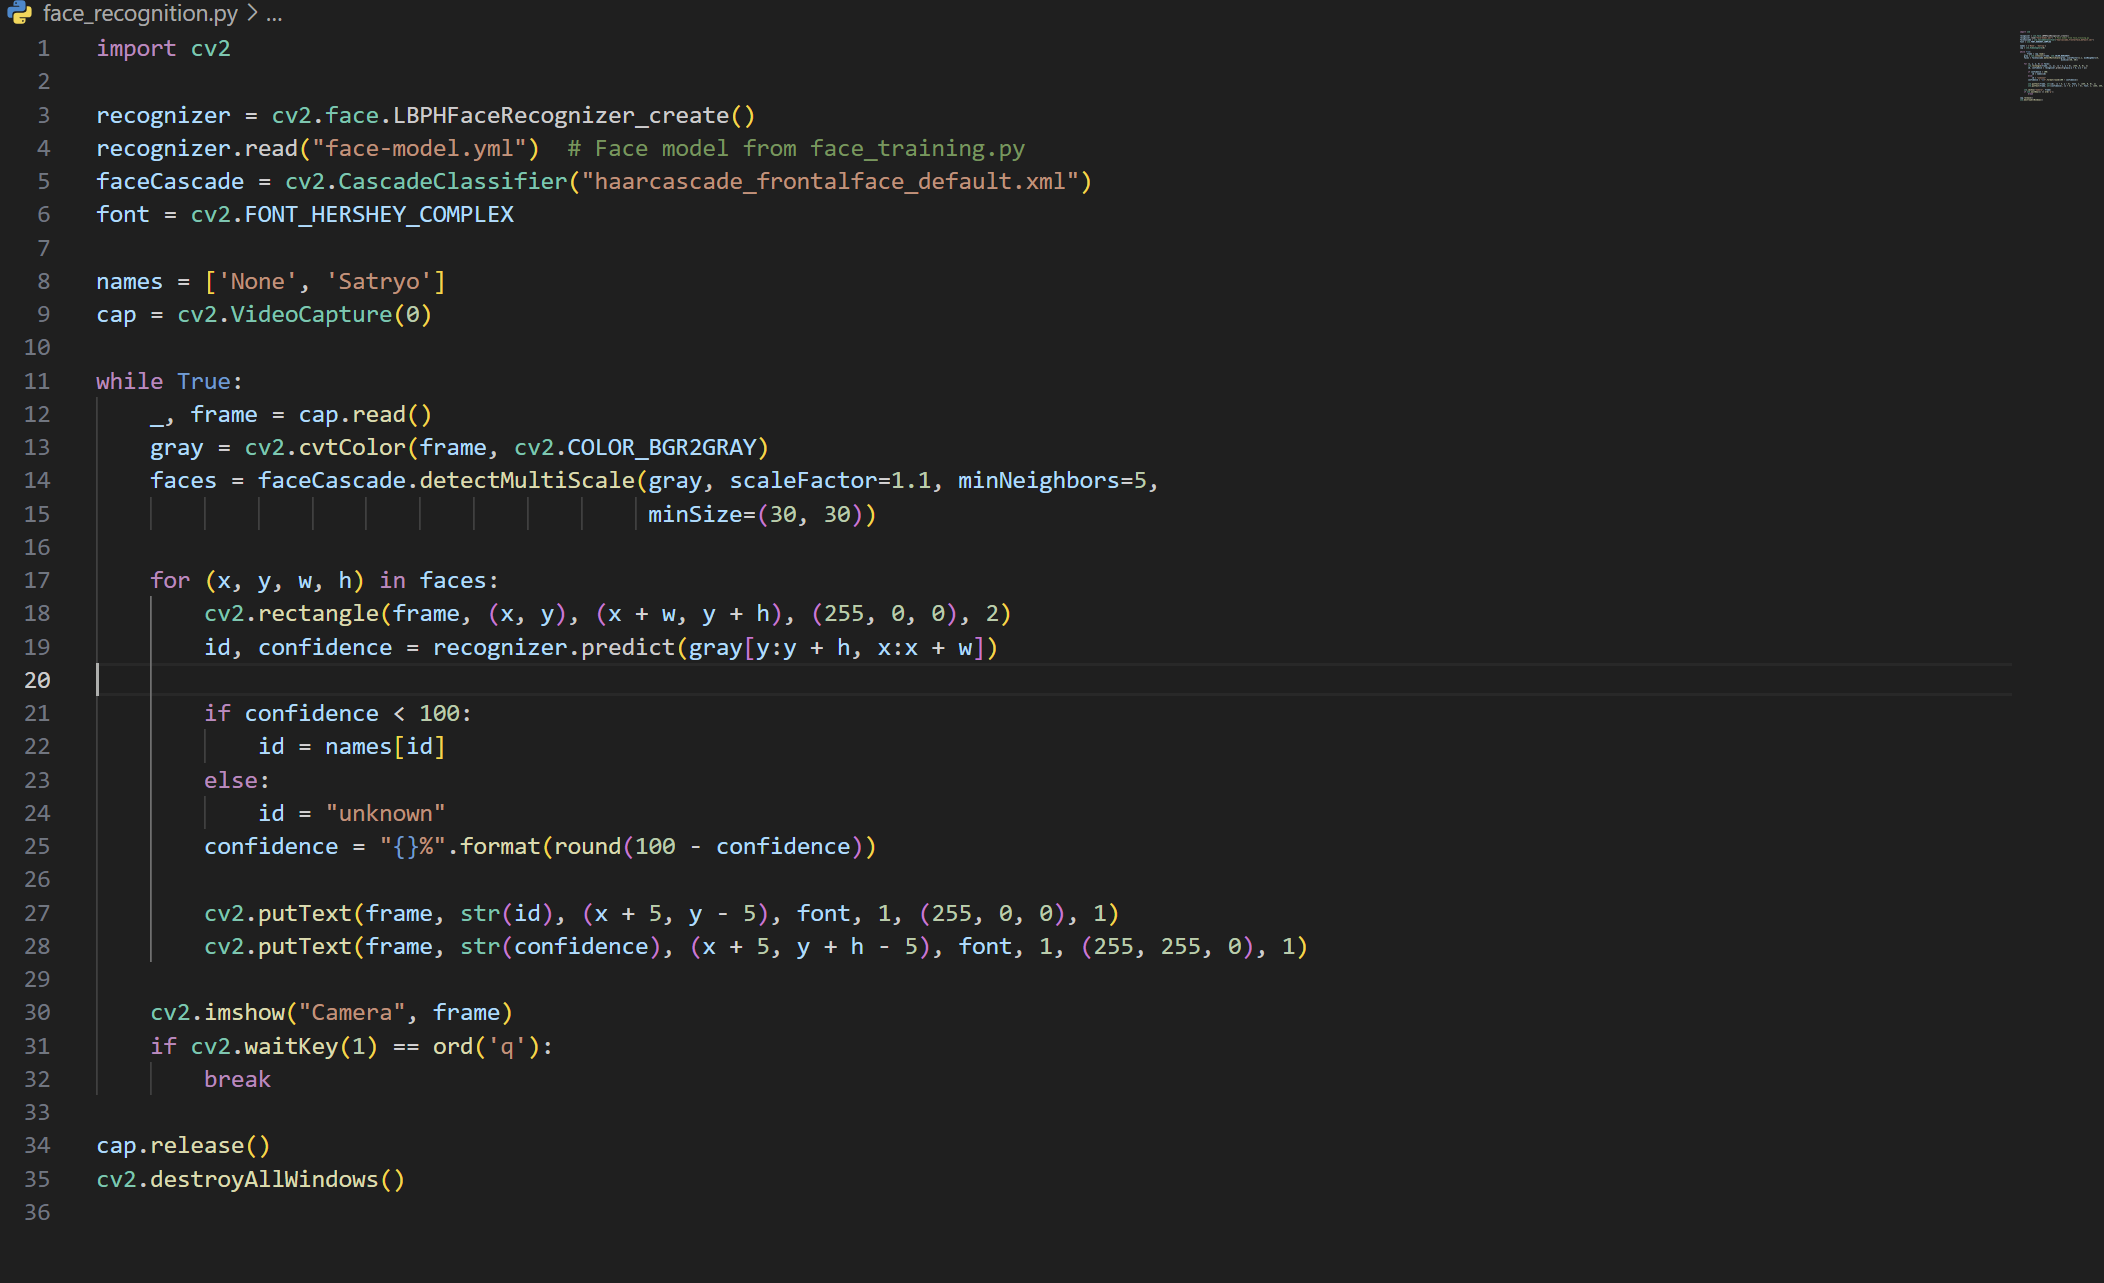 face_recognition.py > ...
1 import cv2
2
3 recognizer = cv2.face.LBPHFaceRecognizer_create()
4 recognizer.read("face-model.yml")  # Face model from face_training.py
5 faceCascade = cv2.CascadeClassifier("haarcascade_frontalface_default.xml")
6 font = cv2.FONT_HERSHEY_COMPLEX
7
8 names = ['None', 'Satryo']
9 cap = cv2.VideoCapture(0)
10
11 while True:
12     _, frame = cap.read()
13     gray = cv2.cvtColor(frame, cv2.COLOR_BGR2GRAY)
14     faces = faceCascade.detectMultiScale(gray, scaleFactor=1.1, minNeighbors=5,
15                                          minSize=(30, 30))
16
17     for (x, y, w, h) in faces:
18         cv2.rectangle(frame, (x, y), (x + w, y + h), (255, 0, 0), 2)
19         id, confidence = recognizer.predict(gray[y:y + h, x:x + w])
20
21         if confidence < 100:
22             id = names[id]
23         else:
24             id = "unknown"
25         confidence = "{}%".format(round(100 - confidence))
26
27         cv2.putText(frame, str(id), (x + 5, y - 5), font, 1, (255, 0, 0), 1)
28         cv2.putText(frame, str(confidence), (x + 5, y + h - 5), font, 1, (255, 255, 0), 1)
29
30     cv2.imshow("Camera", frame)
31     if cv2.waitKey(1) == ord('q'):
32         break
33
34 cap.release()
35 cv2.destroyAllWindows()
36